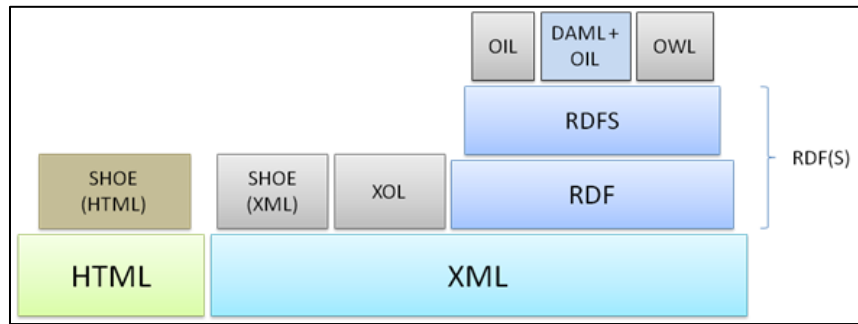 OIL
DAML+
OIL
OWL
RDFS
RDF(S)
SHOE
(HTML)
SHOE
(XML)
XOL
RDF
HTML
XML